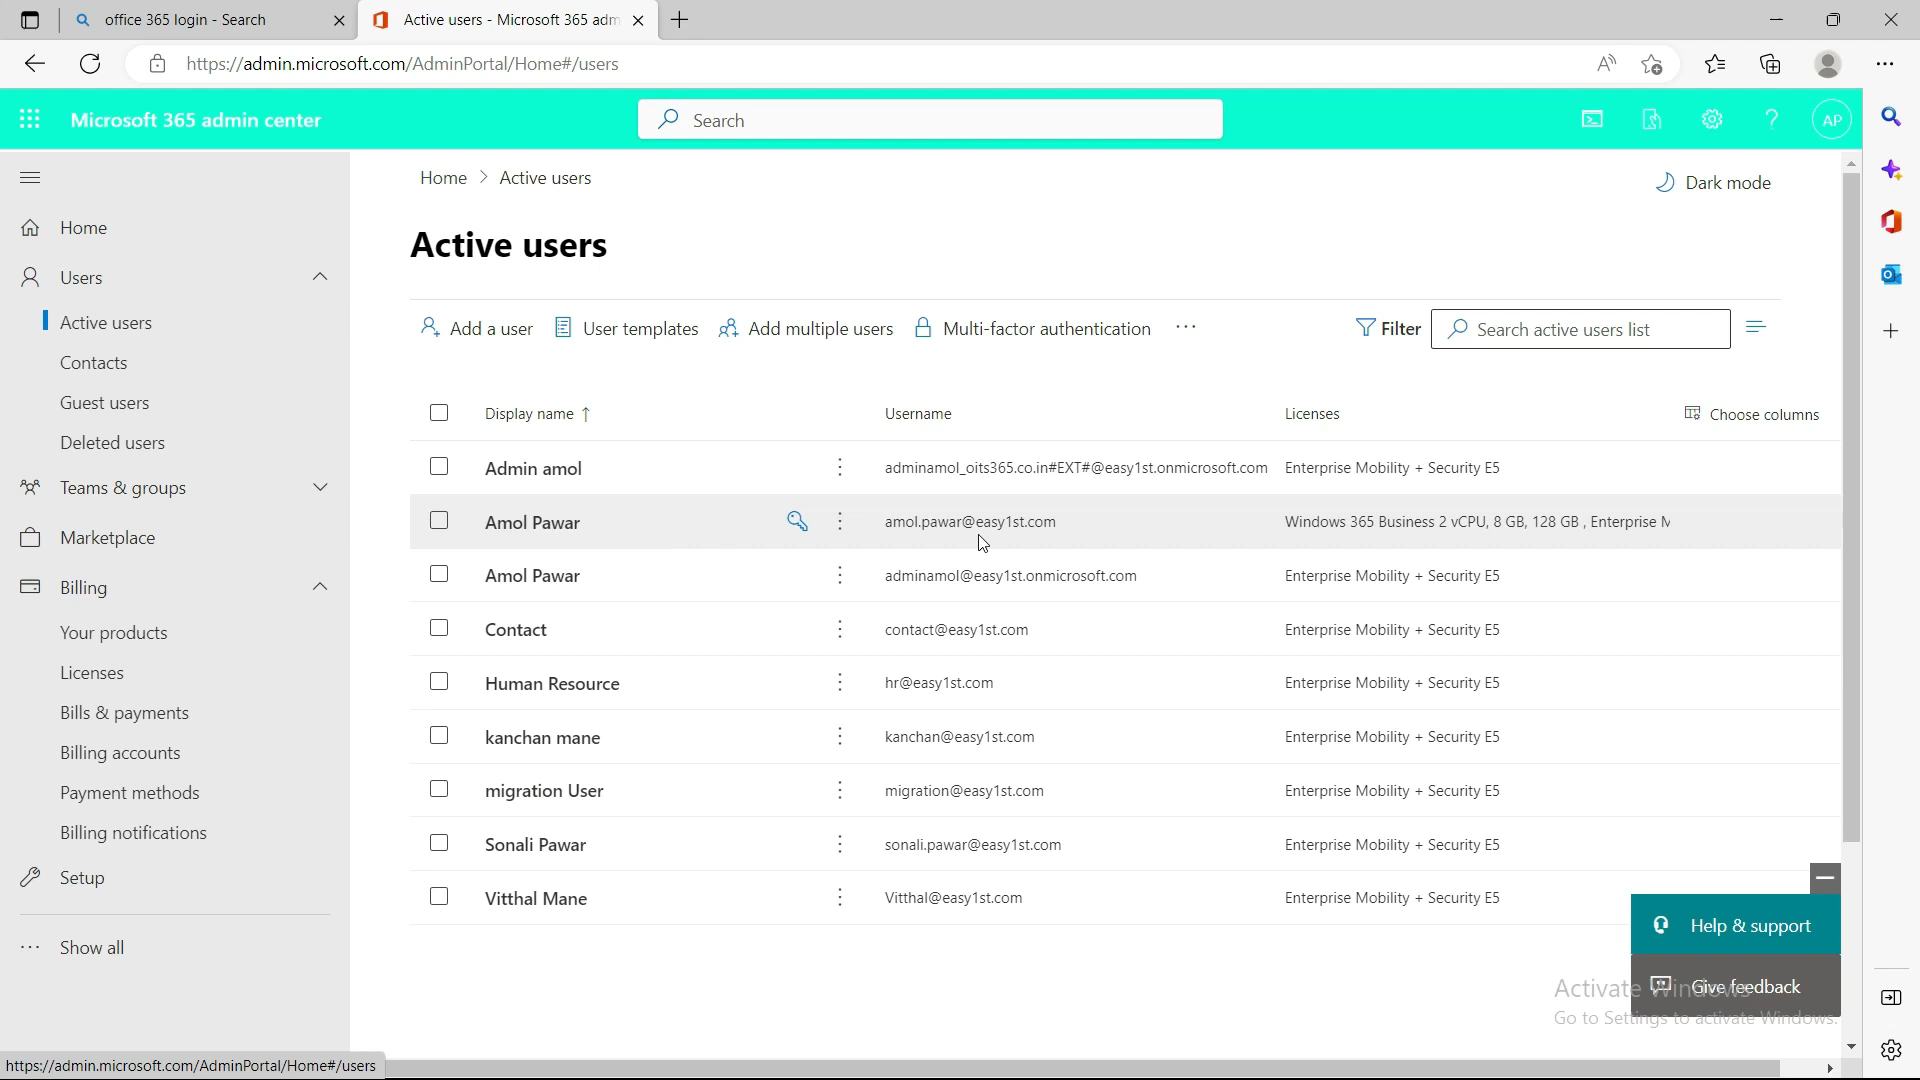 office 365 login - Search
Active users - Microsoft 365 adm
https://admin.microsoft.com/AdminPortal/Home#/users
Microsoft 365 admin center
Search
AP
Home > Active users
Dark mode
Home
Users
Active users
Contacts
Guest users
Deleted users
Teams & groups
Marketplace
Billing
Your products
Licenses
Bills & payments
Billing accounts
Payment methods
Billing notifications
Setup
Show all
Active users
Add a user
User templates
Add multiple users
Multi-factor authentication
Filter
Search active users list
Display name ↑ Username Licenses Choose columns
Admin amol adminamol_oits365.co.in#EXT#@easy1st.onmicrosoft.com Enterprise Mobility + Security E5
Amol Pawar amol.pawar@easy1st.com Windows 365 Business 2 vCPU, 8 GB, 128 GB , Enterprise M
Amol Pawar adminamol@easy1st.onmicrosoft.com Enterprise Mobility + Security E5
Contact contact@easy1st.com Enterprise Mobility + Security E5
Human Resource hr@easy1st.com Enterprise Mobility + Security E5
kanchan mane kanchan@easy1st.com Enterprise Mobility + Security E5
migration User migration@easy1st.com Enterprise Mobility + Security E5
Sonali Pawar sonali.pawar@easy1st.com Enterprise Mobility + Security E5
Vitthal Mane Vitthal@easy1st.com Enterprise Mobility + Security E5
Help & support
Give feedback
Activate Windows
Go to Settings to activate Windows.
https://admin.microsoft.com/AdminPortal/Home#/users